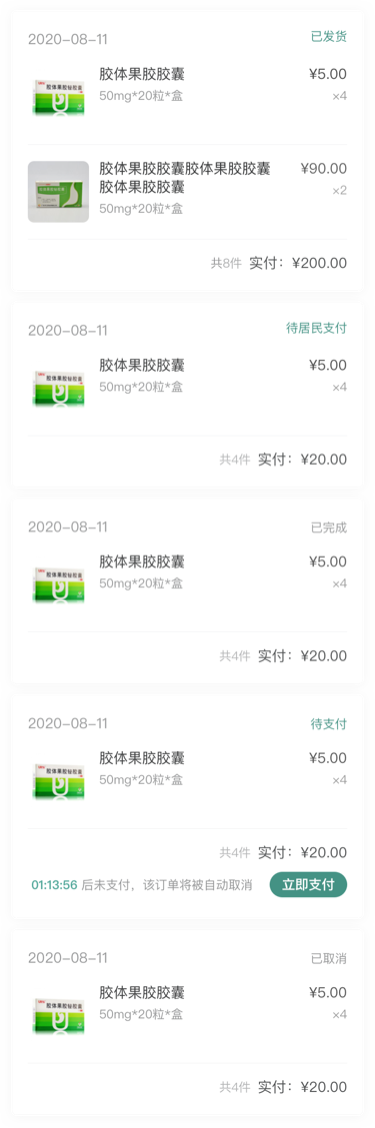 2020-08-11
已发货
胶体果胶胶囊
¥5.00
50mg*20粒*盒
×4
胶体果胶胶囊胶体果胶胶囊
¥90.00
胶体果胶胶囊
×2
50mg*20粒*盒
共8件 实付：¥200.00
2020-08-11
待居民支付
胶体果胶胶囊
¥5.00
50mg*20粒*盒
×4
共4件 实付：¥20.00
2020-08-11
已完成
胶体果胶胶囊
¥5.00
50mg*20粒*盒
×4
共4件 实付：¥20.00
2020-08-11
待支付
胶体果胶胶囊
¥5.00
50mg*20粒*盒
×4
共4件 实付：¥20.00
01:13:56 后未支付，该订单将被自动取消
立即支付
2020-08-11
已取消
胶体果胶胶囊
¥5.00
50mg*20粒*盒
×4
共4件 实付：¥20.00